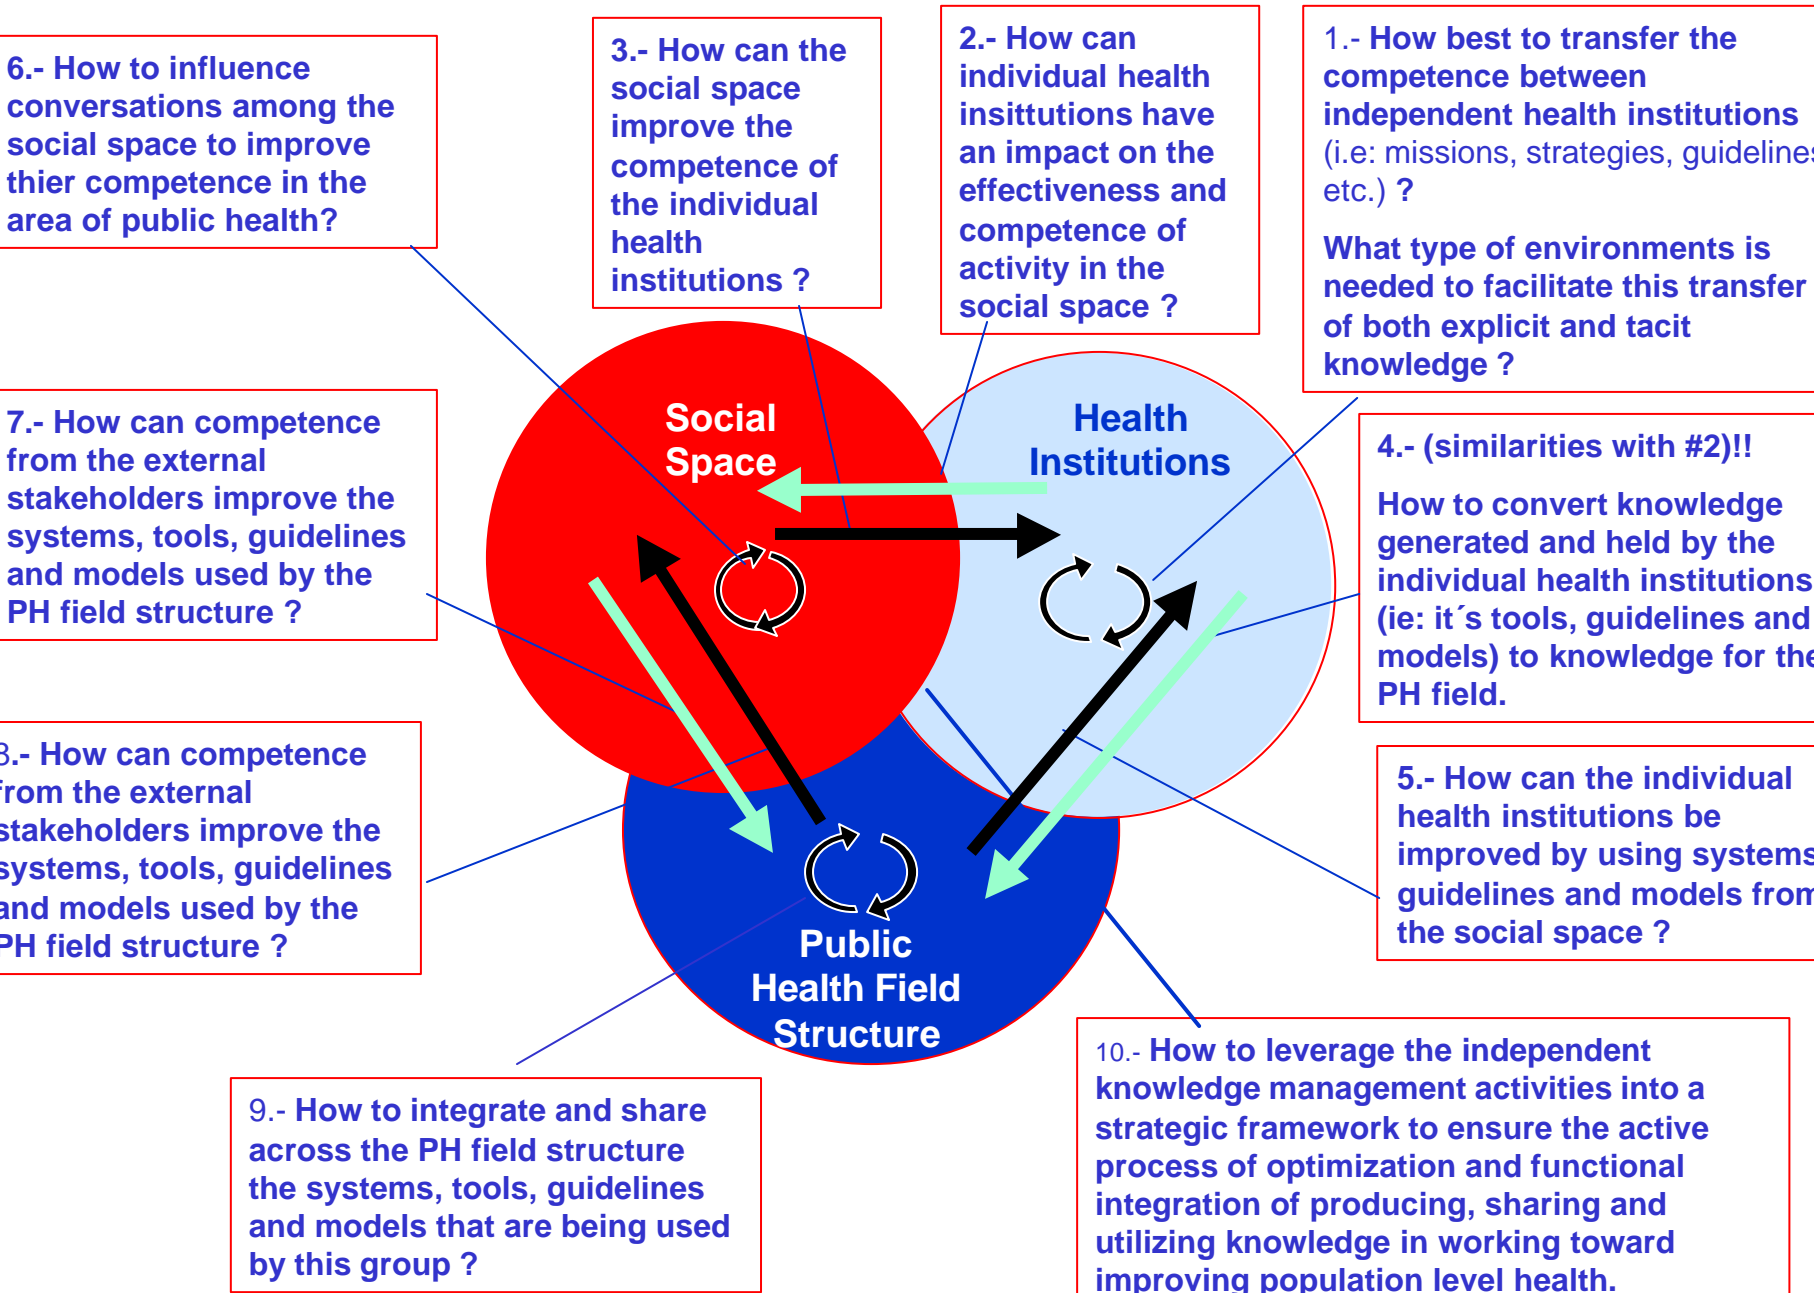 6.- How to influence
conversations among the
social space to improve
thier competence in the
area of public health?
3.- How can the
social space
improve the
competence of
the individual
health
institutions ?
2.- How can
individual health
insittutions have
an impact on the
effectiveness and
competence of
activity in the
social space ?
1.- How best to transfer the
competence between
independent health institutions
(i.e: missions, strategies, guidelines
etc.) ?
What type of environments is
needed to facilitate this transfer
of both explicit and tacit
knowledge ?
7.- How can competence
from the external
stakeholders improve the
systems, tools, guidelines
and models used by the
PH field structure ?
Social
Space
Health
Institutions
4.- (similarities with #2)!!
How to convert knowledge
generated and held by the
individual health institutions
(ie: it´s tools, guidelines and
models) to knowledge for the
PH field.
8.- How can competence
from the external
stakeholders improve the
systems, tools, guidelines
and models used by the
PH field structure ?
5.- How can the individual
health institutions be
improved by using systems
guidelines and models from
the social space ?
Public
Health Field
Structure
9.- How to integrate and share
across the PH field structure
the systems, tools, guidelines
and models that are being used
by this group ?
10.- How to leverage the independent
knowledge management activities into a
strategic framework to ensure the active
process of optimization and functional
integration of producing, sharing and
utilizing knowledge in working toward
improving population level health.